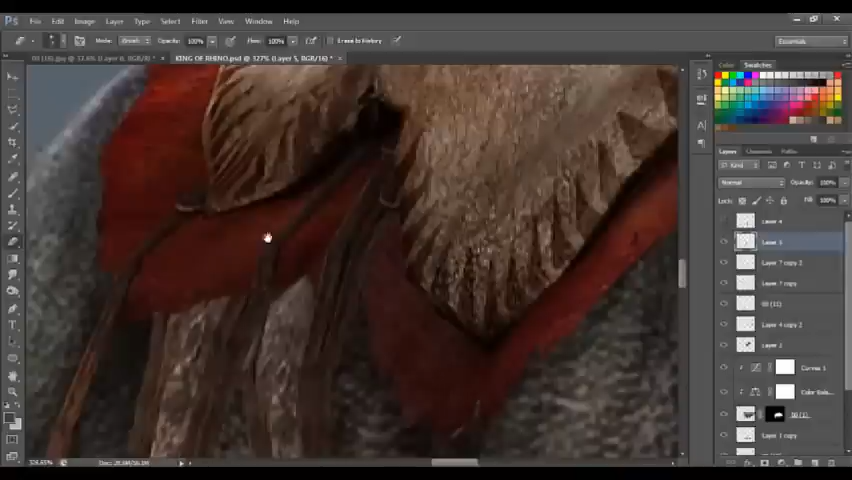 Ps File Edit Image Layer Type Select Filter View Window Help
Mode: Brush Opacity: 100% Flow: 100% Erase to History Essentials
KING OF RHINO.psd @ 327% (Layer 5, RGB/16) *
Color Swatches
Layers Channels Paths
Kind
Normal Opacity: 100%
Lock: Fill: 100%
Layer 4
Layer 5
Layer 7 copy 2
Layer 7 copy
Layer 4 copy 2
Layer 2
Curves 1
Color Bala...
Layer 1 copy